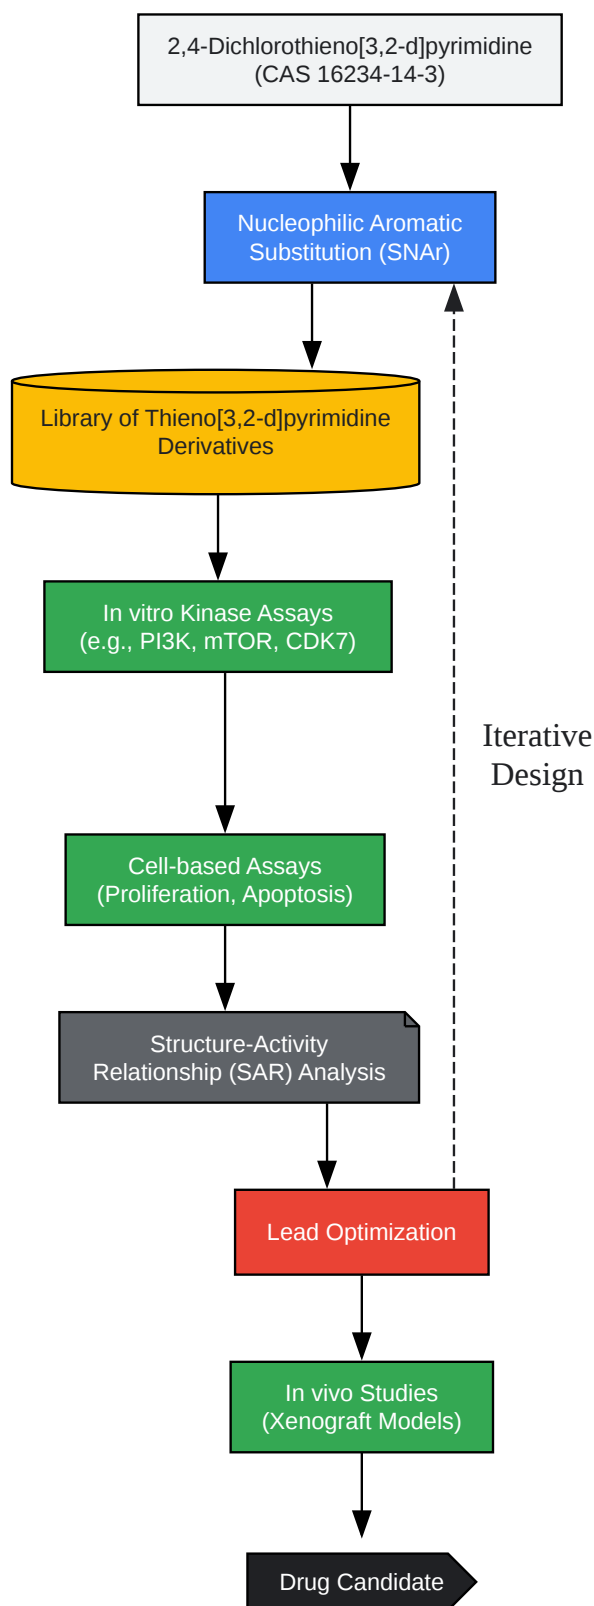 2,4-Dichlorothieno[3,2-d]pyrimidine
(CAS 16234-14-3)
Nucleophilic Aromatic
Substitution (SNAr)
Library of Thieno[3,2-d]pyrimidine
Derivatives
In vitro Kinase Assays
(e.g., PI3K, mTOR, CDK7)
Iterative
Design
Cell-based Assays
(Proliferation, Apoptosis)
Structure-Activity
Relationship (SAR) Analysis
Lead Optimization
In vivo Studies
(Xenograft Models)
Drug Candidate